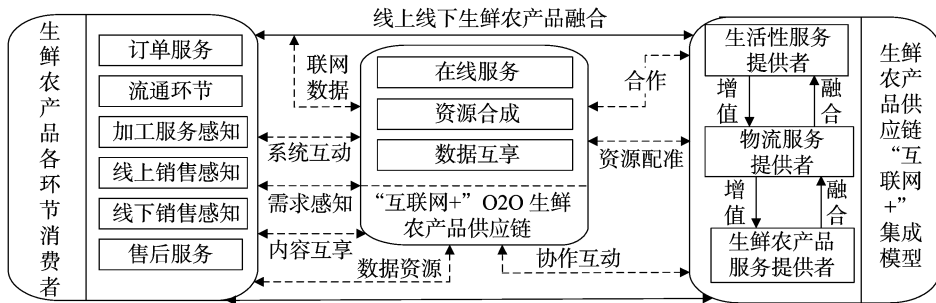 线上线下生鲜农产品融合
生鲜农产品各环节消费者
订单服务
流通环节
加工服务感知
线上销售感知
线下销售感知
售后服务
联网
数据
系统互动
需求感知
内容互享
数据资源
在线服务
资源合成
数据互享
“互联网+”O2O 生鲜
农产品供应链
合作
资源配准
协作互动
生活性服务
提供者
增值
融合
物流服务
提供者
增值
融合
生鲜农产品
服务提供者
生鲜农产品供应链“互联网+”
集成模型